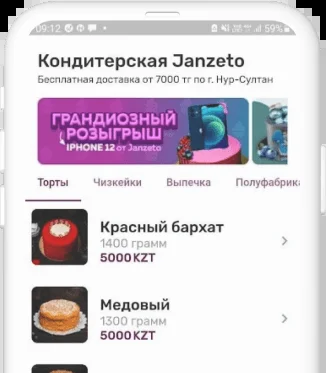 09:12 59%
Кондитерская Janzeto
Бесплатная доставка от 7000 тг по г. Нур-Султан
ГРАНДИОЗНЫЙ
РОЗЫГРЫШ
IPHONE 12 от Janzeto
Торты Чизкейки Выпечка Полуфабрика
Красный бархат
1400 грамм
5000 KZT
Медовый
1300 грамм
5000 KZT